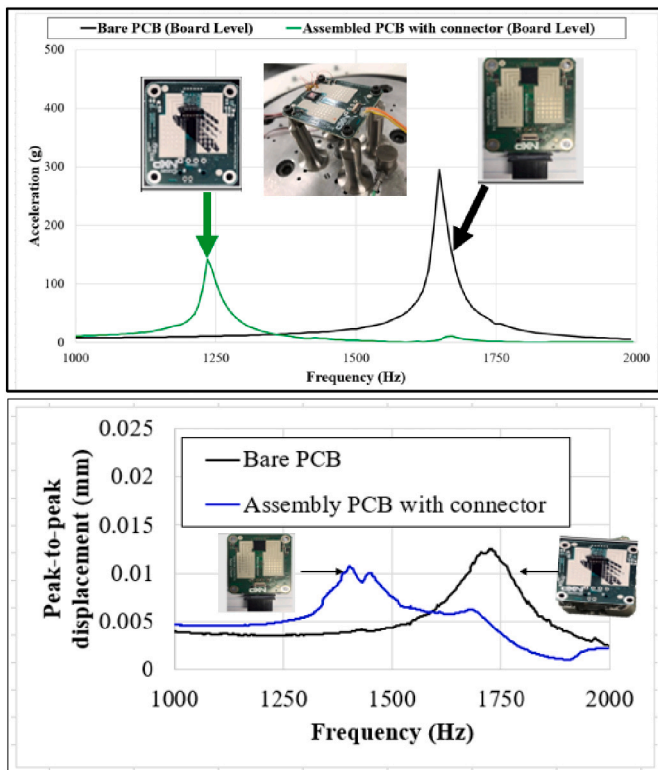 Bare PCB (Board Level) Assembled PCB with connector (Board Level)
500
400
300
200
100
0
Acceleration (g)
1000 1250 1500 1750 2000
Frequency (Hz)
0.025
0.02
0.015
0.01
0.005
0
Peak-to-peak
displacement (mm)
Bare PCB
Assembly PCB with connector
1000 1250 1500 1750 2000
Frequency (Hz)